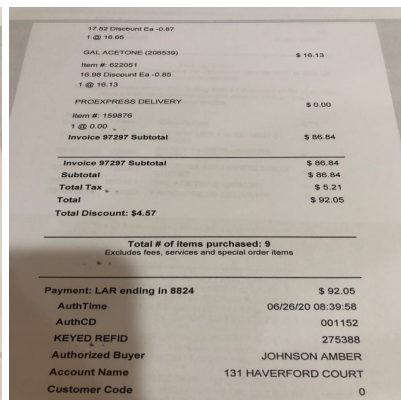 17.52 Discount Ea -0.87
1 @ 16.65
GAL ACETONE (206539) $ 16.13
Item #: 622051
16.98 Discount Ea -0.85
1 @ 16.13
PROEXPRESS DELIVERY $ 0.00
Item #: 159876
1 @ 0.00
Invoice 97297 Subtotal $ 86.84
Invoice 97297 Subtotal $ 86.84
Subtotal $ 86.84
Total Tax $ 5.21
Total $ 92.05
Total Discount: $4.57
Total # of items purchased: 9
Excludes fees, services and special order items
Payment: LAR ending in 8824 $ 92.05
AuthTime 06/26/20 08:39:58
AuthCD 001152
KEYED REFID 275388
Authorized Buyer JOHNSON AMBER
Account Name 131 HAVERFORD COURT
Customer Code 0